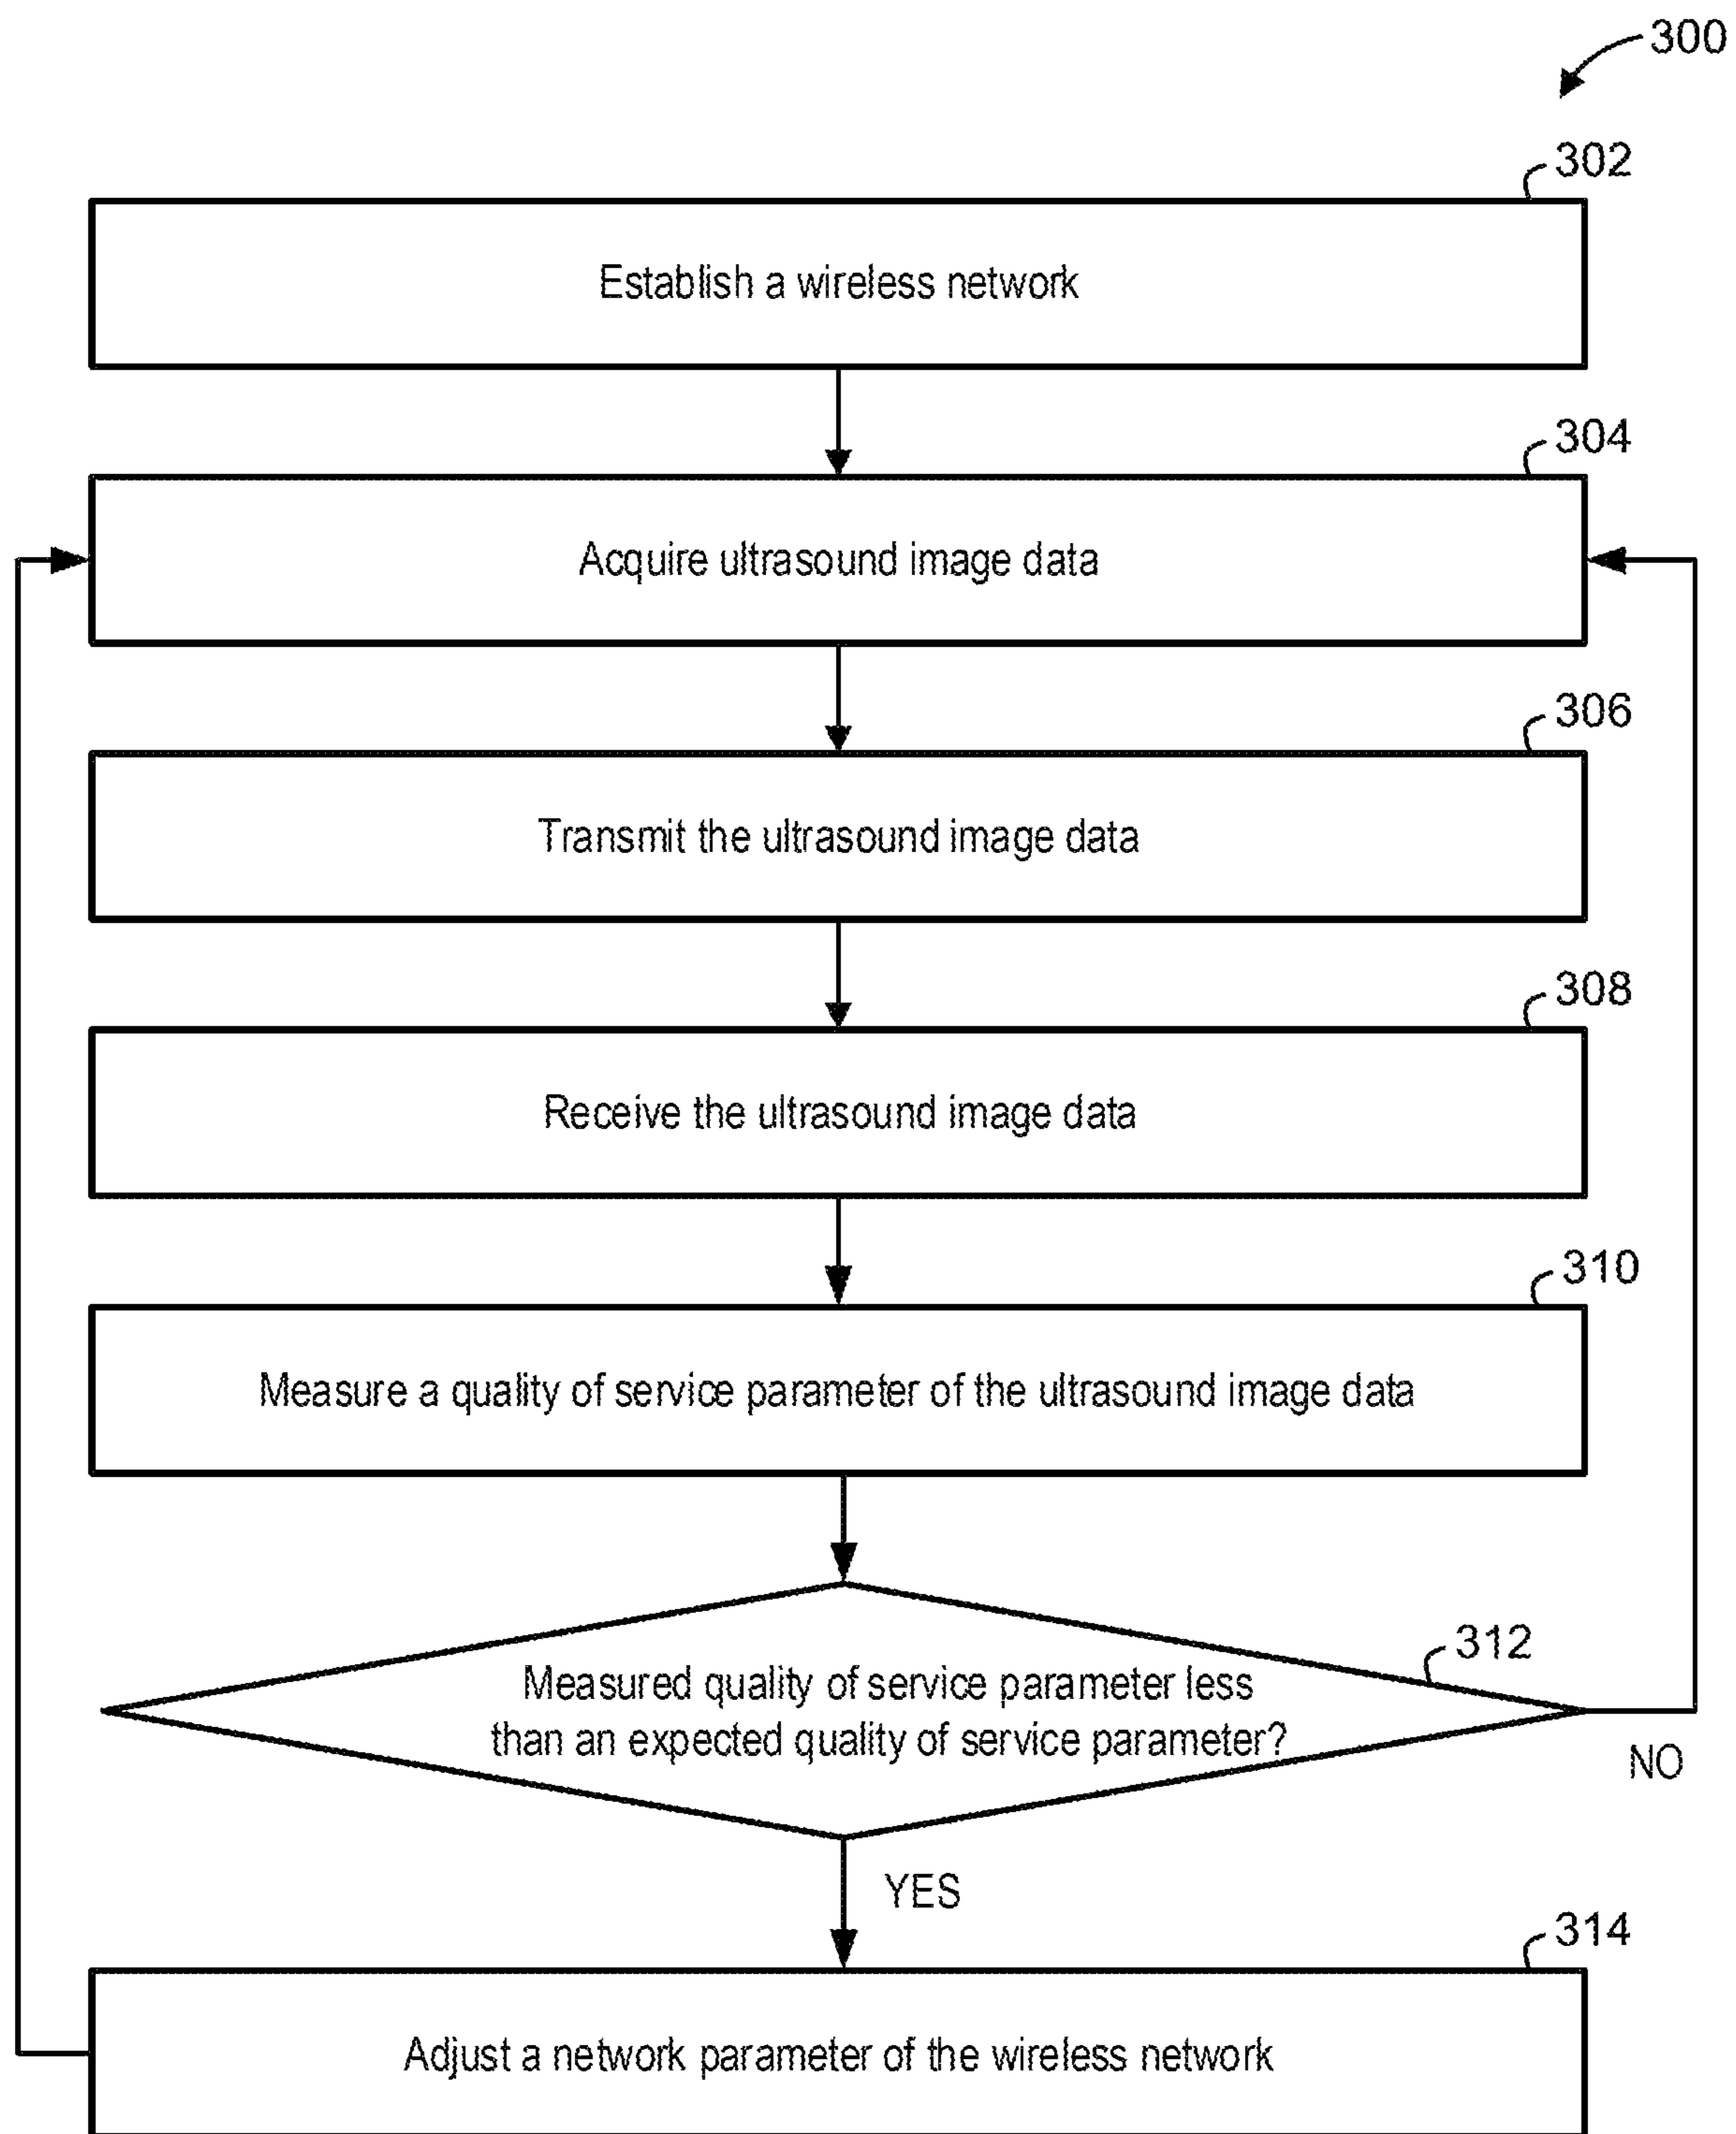 300
302
Establish a wireless network
304
Acquire ultrasound image data
306
Transmit the ultrasound image data
308
Receive the ultrasound image data
310
Measure a quality of service parameter of the ultrasound image data
312
Measured quality of service parameter less
than an expected quality of service parameter?
NO
YES
314
Adjust a network parameter of the wireless network